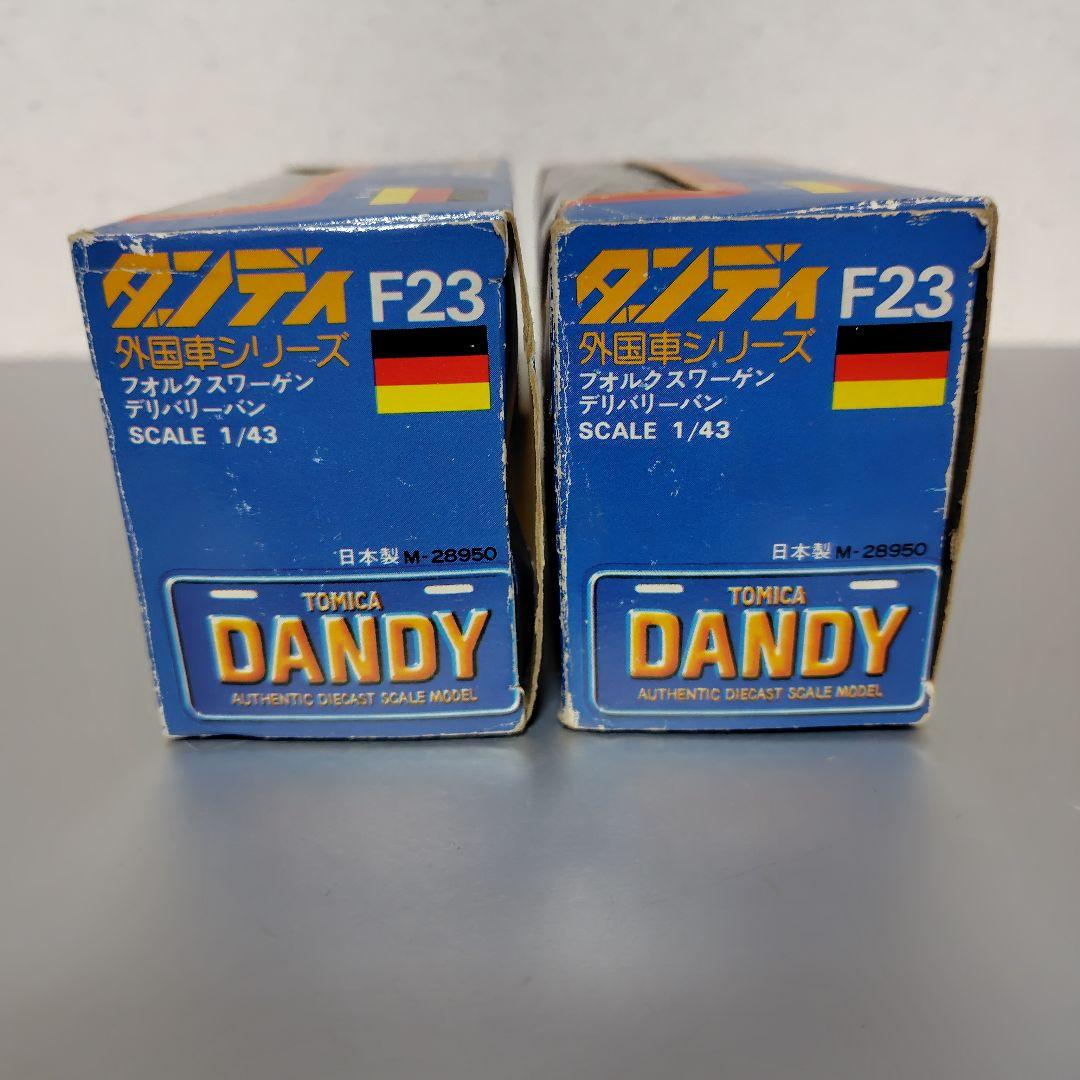 ダンディ F23
外国車シリーズ
フオルクスワーゲン
デリバリーバン
SCALE 1/43
日本製 M-28950
TOMICA
DANDY
AUTHENTIC DIECAST SCALE MODEL
ダンディ F23
外国車シリーズ
フオルクスワーゲン
デリバリーバン
SCALE 1/43
日本製 M-28950
TOMICA
DANDY
AUTHENTIC DIECAST SCALE MODEL